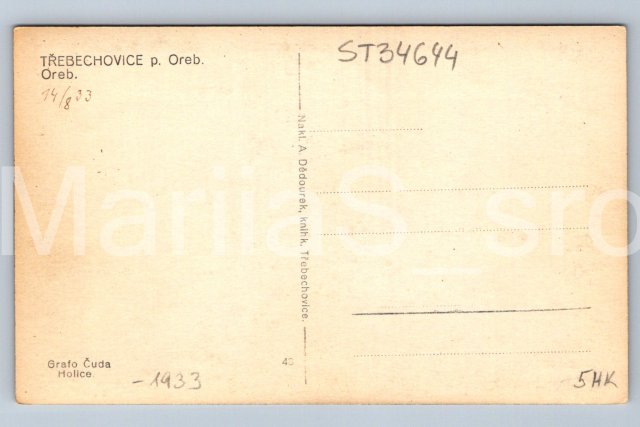 TŘEBECHOVICE p. Oreb.
Oreb.
14/8 33
ST34644
Nakl. A. Dědourek, knihk. Třebechovice.
MariiaS_sro
Grafo Čuda
Holice.
40
-1933
5HK